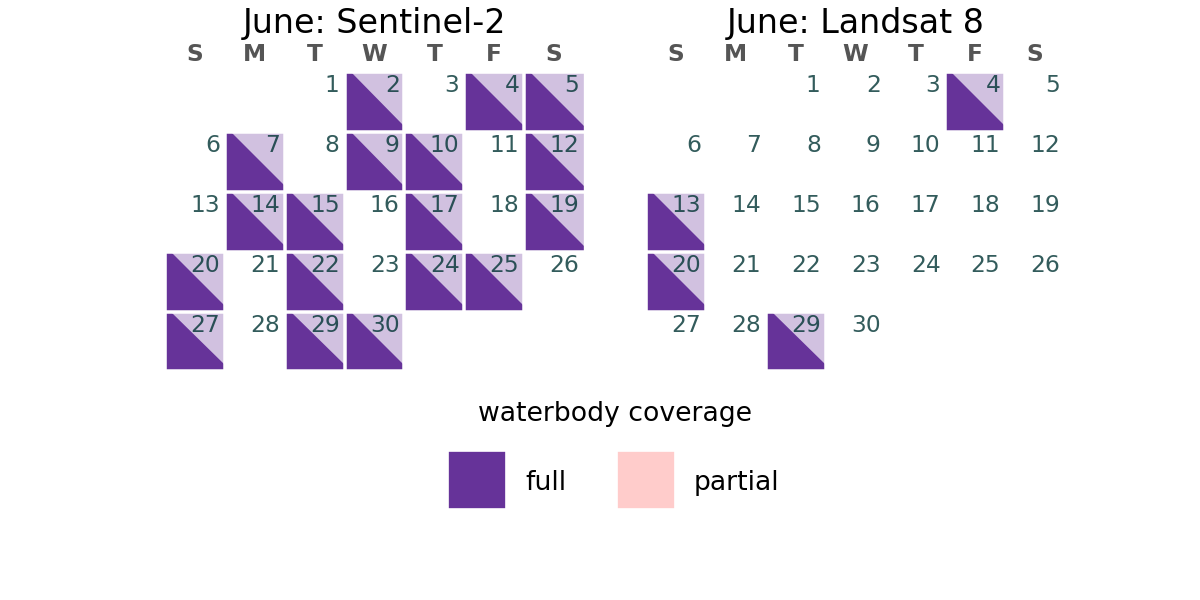 June: Sentinel-2
S M T W T F S
1 2 3 4 5
6 7 8 9 10 11 12
13 14 15 16 17 18 19
20 21 22 23 24 25 26
27 28 29 30
June: Landsat 8
S M T W T F S
1 2 3 4 5
6 7 8 9 10 11 12
13 14 15 16 17 18 19
20 21 22 23 24 25 26
27 28 29 30
waterbody coverage
full partial